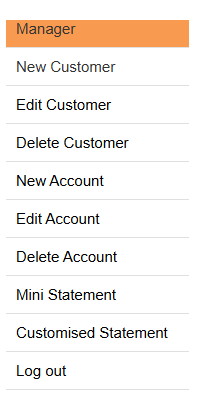 Manager
New Customer
Edit Customer
Delete Customer
New Account
Edit Account
Delete Account
Mini Statement
Customised Statement
Log out